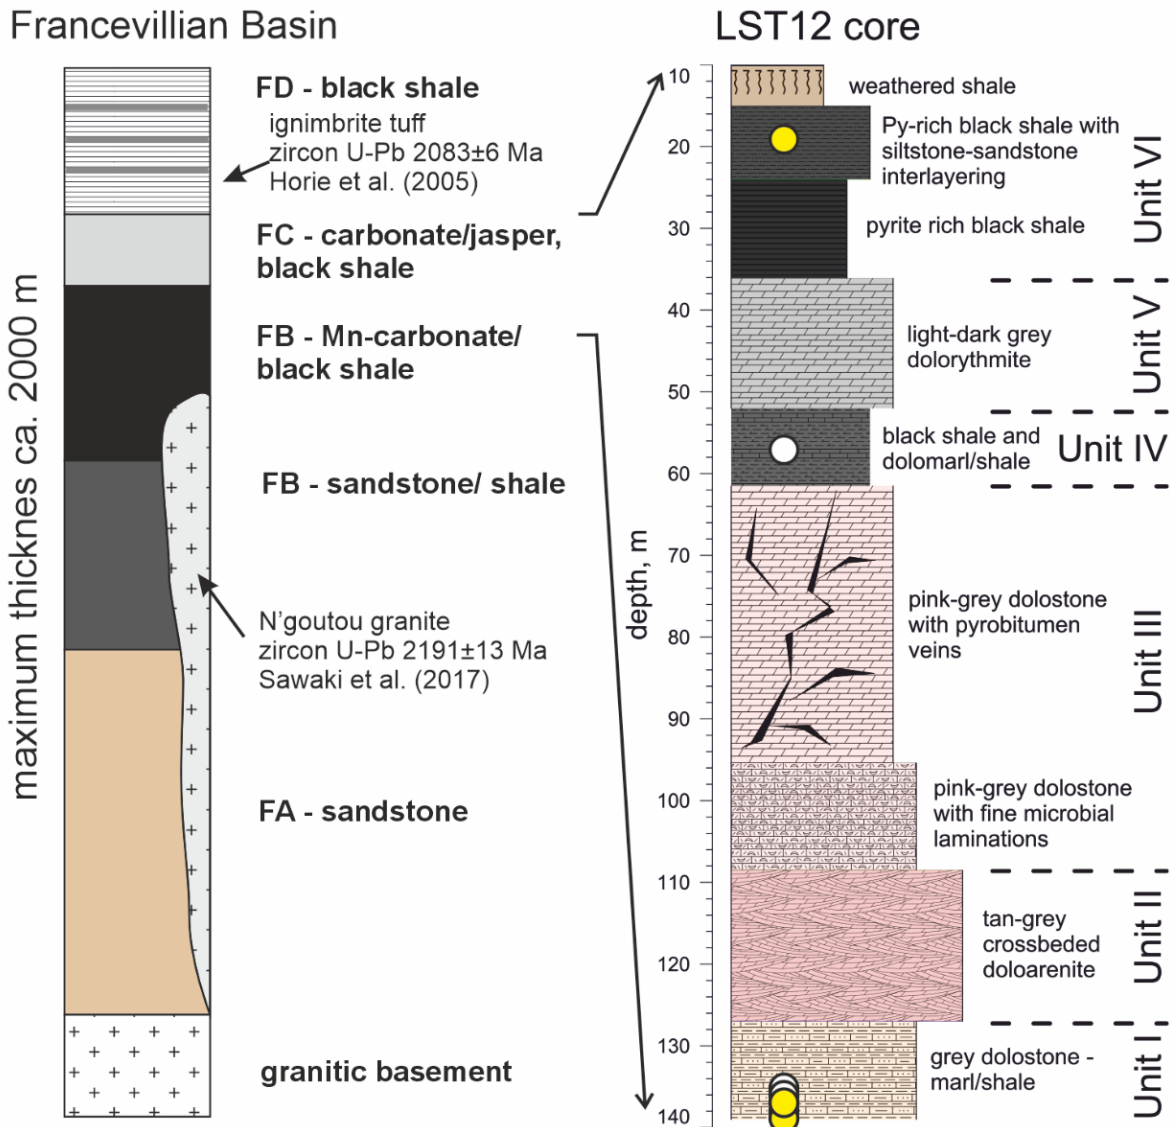 Francevillian Basin
FD - black shale
ignimbrite tuff
zircon U-Pb 2083±6 Ma
Horie et al. (2005)
FC - carbonate/jasper,
black shale
FB - Mn-carbonate/
black shale
FB - sandstone/ shale
N'goutou granite
zircon U-Pb 2191±13 Ma
Sawaki et al. (2017)
FA - sandstone
granitic basement
maximum thicknes ca. 2000 m
LST12 core
depth, m
10
20
30
40
50
60
70
80
90
100
110
120
130
140
weathered shale
Py-rich black shale with
siltstone-sandstone
interlayering
pyrite rich black shale
Unit VI
light-dark grey
dolorythmite
Unit V
black shale and
dolomarl/shale
Unit IV
pink-grey dolostone
with pyrobitumen
veins
Unit III
pink-grey dolostone
with fine microbial
laminations
tan-grey
crossbeded
doloarenite
Unit II
grey dolostone -
marl/shale
Unit I